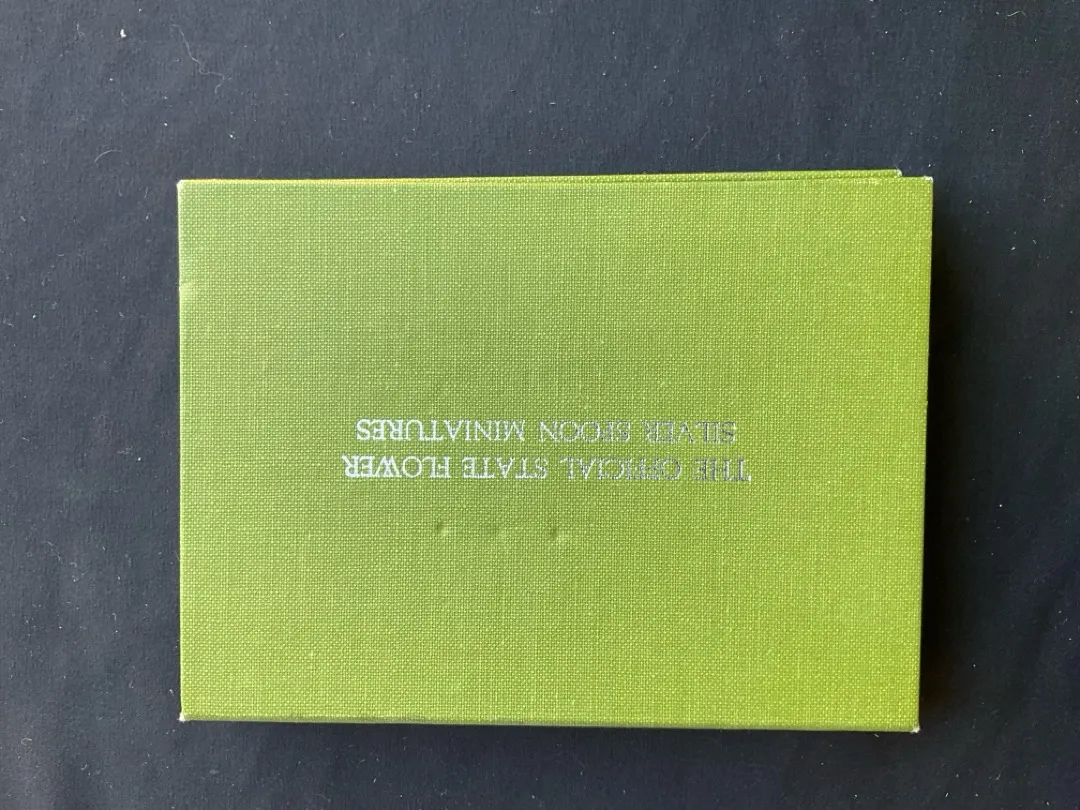 THE OFFICIAL STATE FLOWER
SILVER SPOON MINIATURES